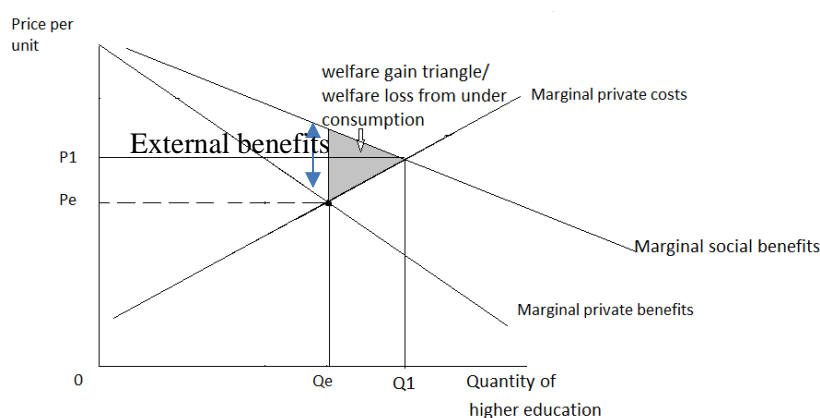 Price per
unit
welfare gain triangle/
welfare loss from under
consumption
Marginal private costs
External benefits
P1
Pe
Marginal social benefits
Marginal private benefits
0
Qe
Q1
Quantity of
higher education